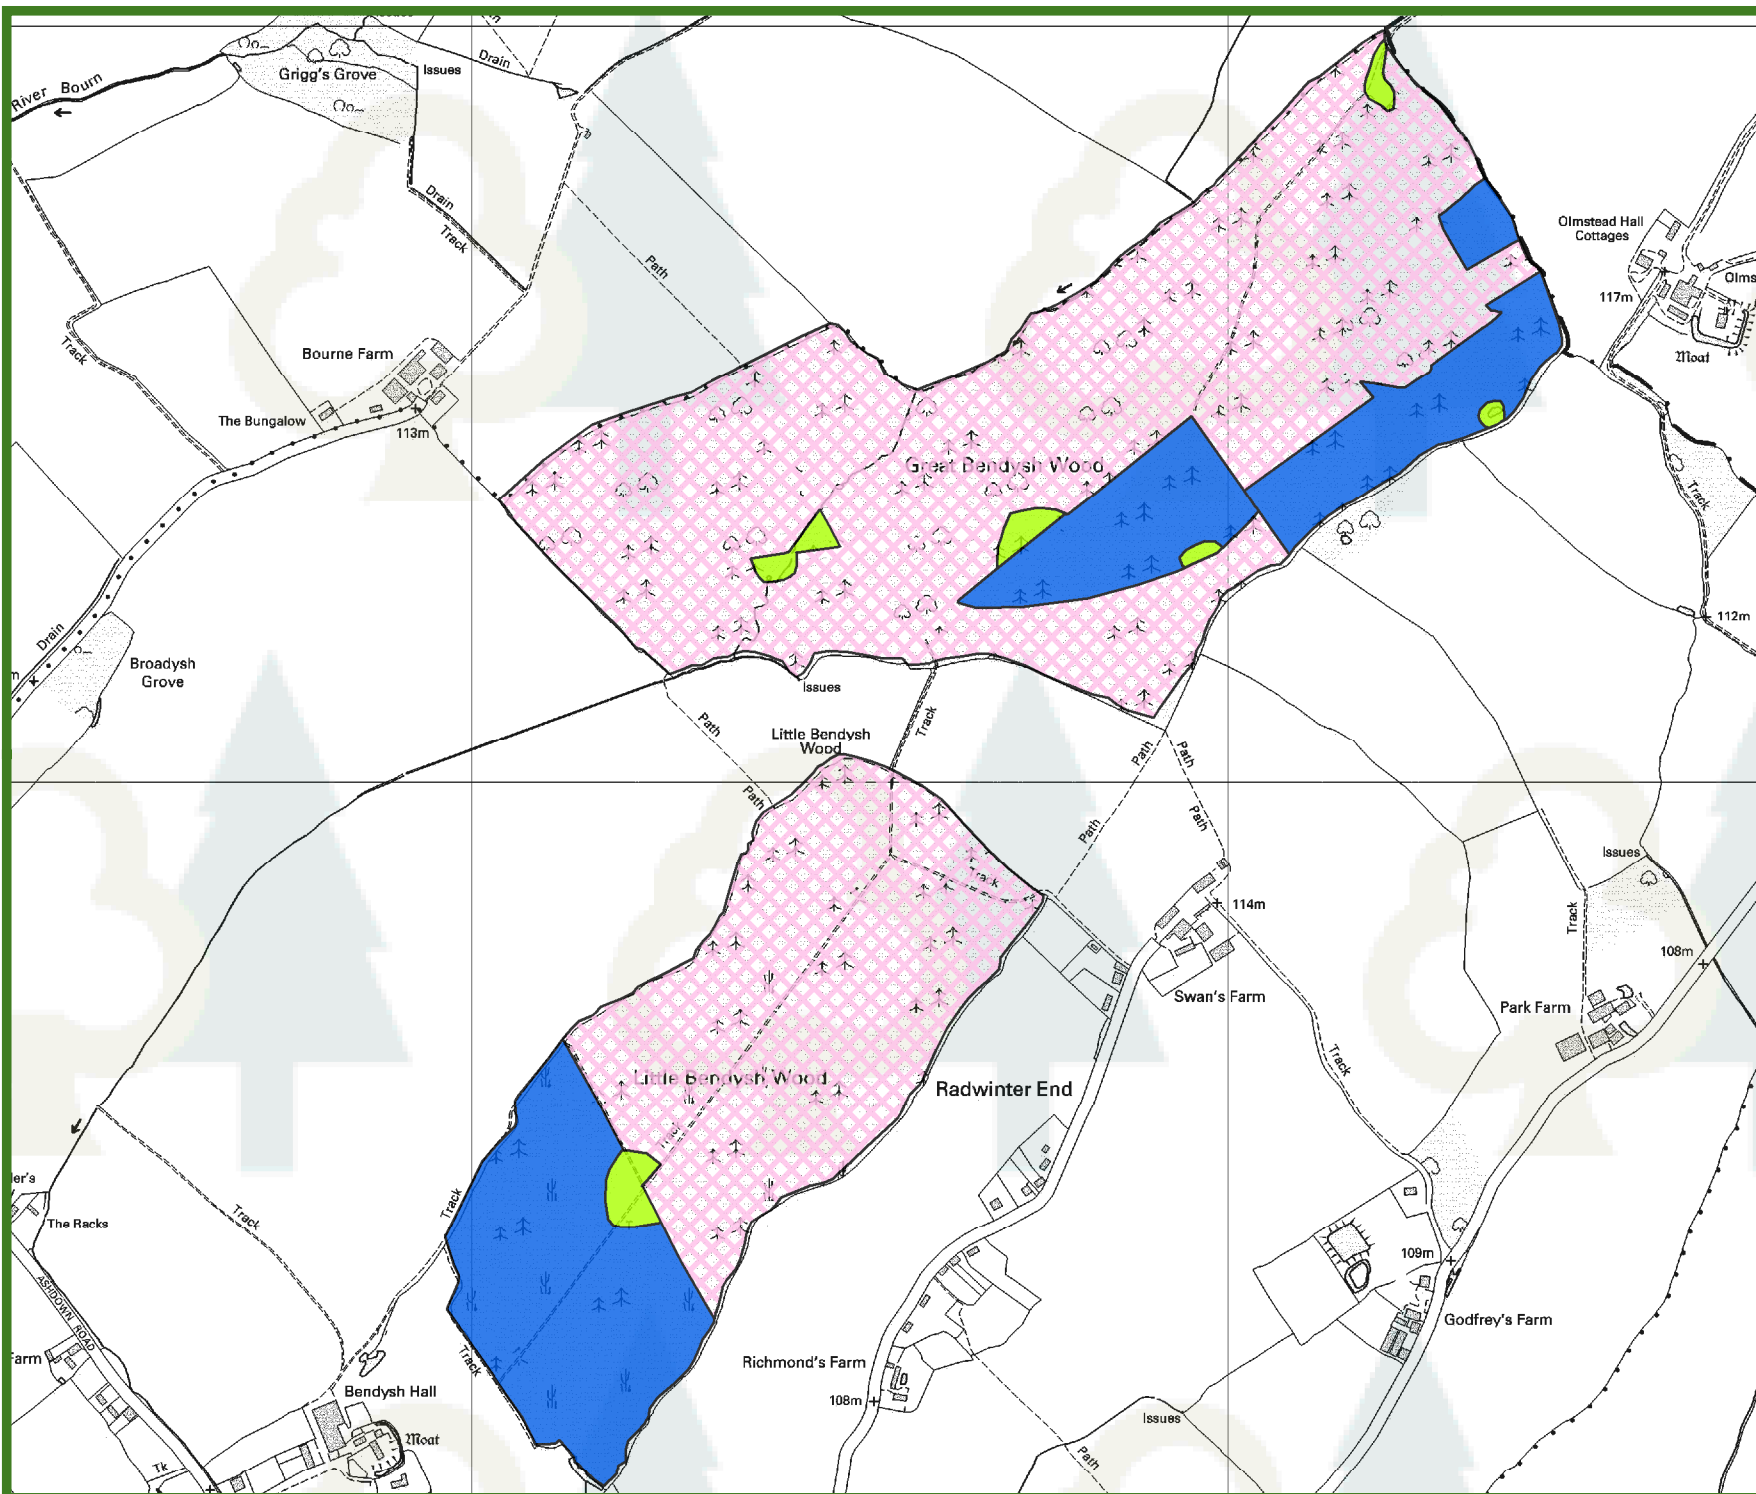 Drain
Issues
Grigg's Grove
River Bourn
Drain
Track
Path
Olmstead Hall
Cottages
117m
Moat
Track
Bourne Farm
The Bungalow
113m
Great Bendysh Wood
Track
112m
Drain
Broadysh
Grove
Issues
Path
Track
Little Bendysh
Wood
Path
Path
Path
Path
Path
Track
Issues
114m
Track
108m
Swan's Farm
Park Farm
Track
Little Bendysh Wood
Radwinter End
Track
Track
Track
The Racks
ASHDOWN ROAD
109m
Godfrey's Farm
Track
Richmond's Farm
108m
Bendysh Hall
Moat
Issues
Path
Tk